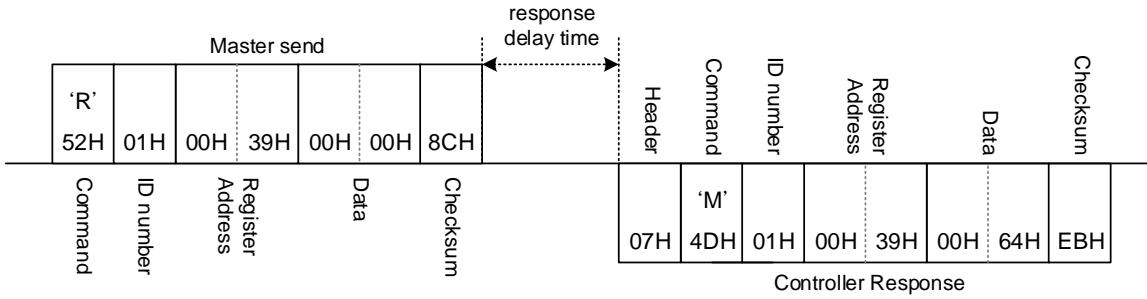 response
delay time
Master send
'R'
52H 01H 00H 39H 00H 00H 8CH
Command
ID number
Register
Address
Data
Checksum
Header
Command
ID number
Register
Address
Data
Checksum
'M'
07H 4DH 01H 00H 39H 00H 64H EBH
Controller Response